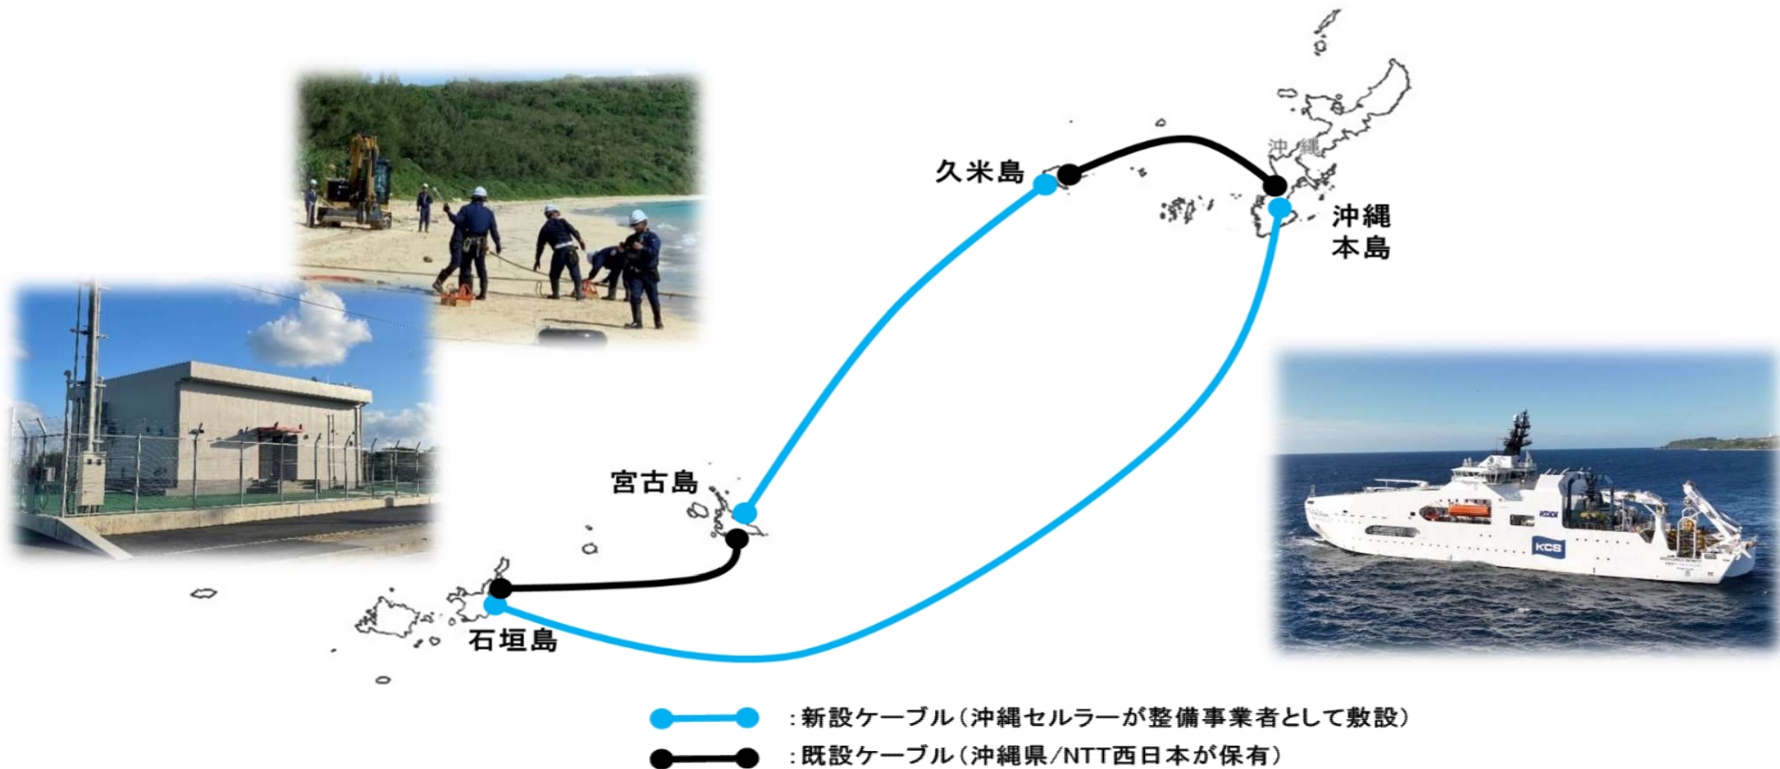 沖縄
久米島
沖縄
本島
宮古島
石垣島
KDDI
KCS
：新設ケーブル（沖縄セルラーが整備事業者として敷設）
：既設ケーブル（沖縄県/NTT西日本が保有）